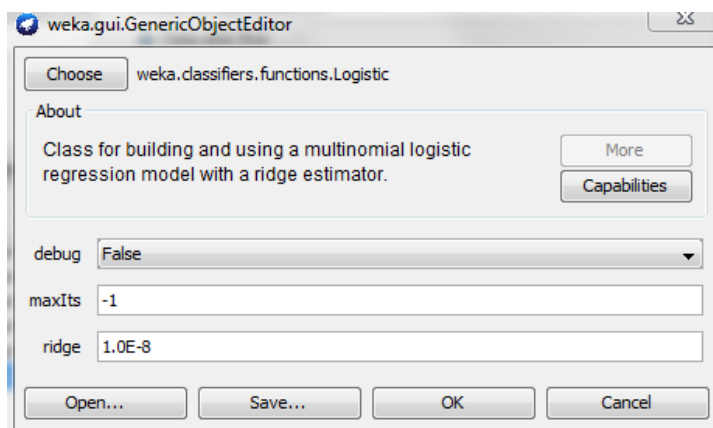 weka.gui.GenericObjectEditor
Choose weka.classifiers.functions.Logistic
About
Class for building and using a multinomial logistic
regression model with a ridge estimator.
More
Capabilities
debug False
maxIts -1
ridge 1.0E-8
Open... Save... OK Cancel